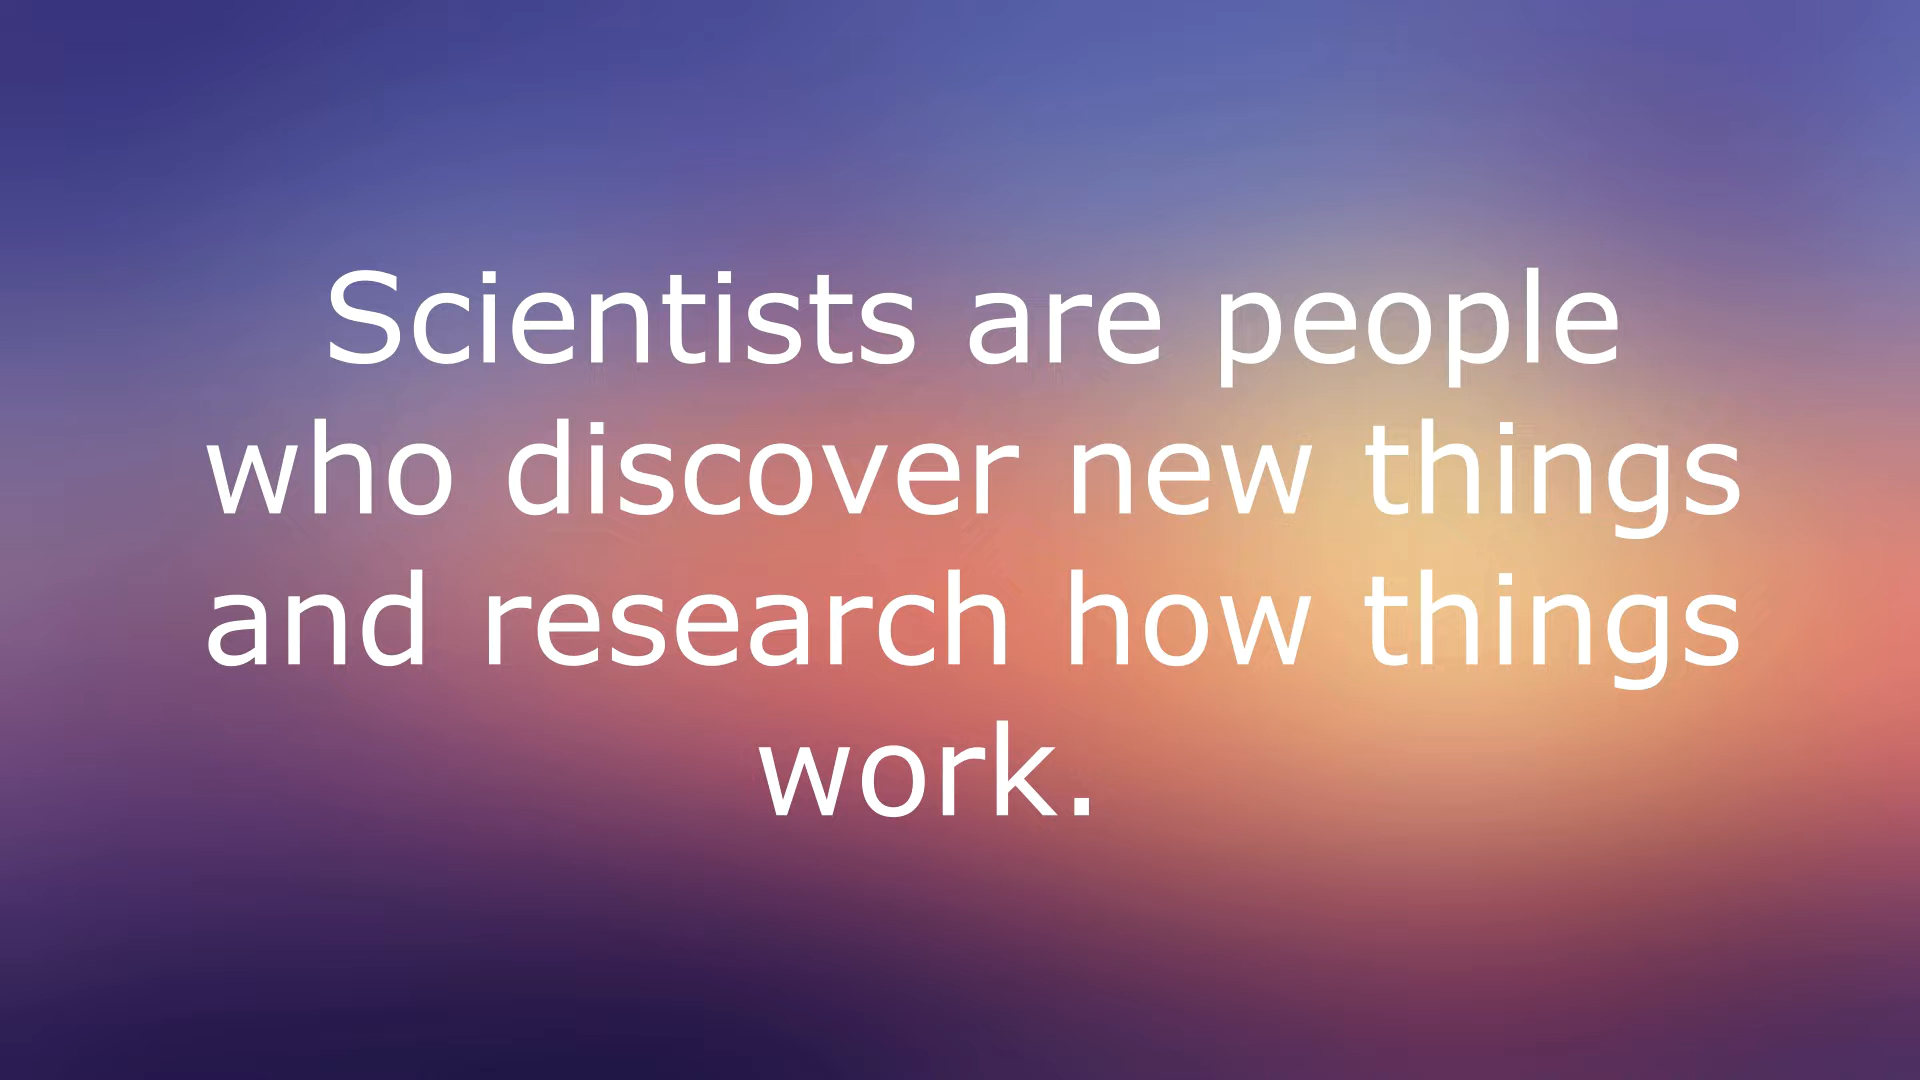 Scientists are people
who discover new things
and research how things
work.